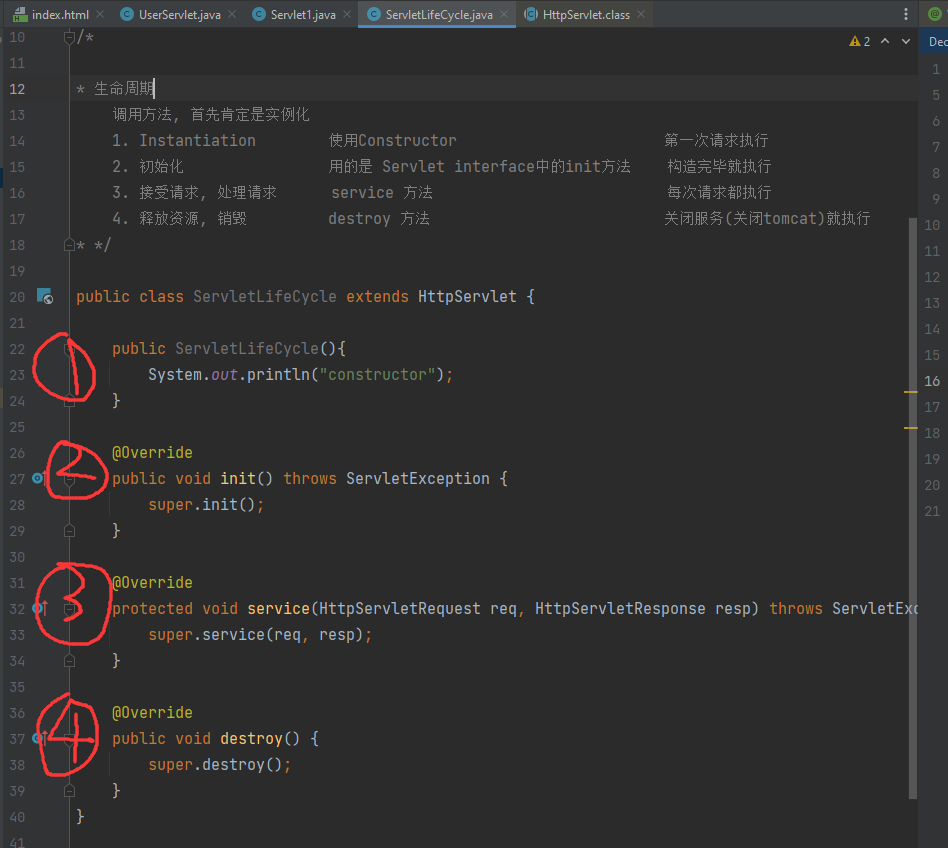 index.html UserServlet.java Servlet1.java ServletLifeCycle.java HttpServlet.class
10 /* 2 Dec
11
12 * 生命周期
13 调用方法, 首先肯定是实例化
14 1. Instantiation 使用Constructor 第一次请求执行
15 2. 初始化 用的是 Servlet interface中的init方法 构造完毕就执行
16 3. 接受请求, 处理请求 service 方法 每次请求都执行
17 4. 释放资源, 销毁 destroy 方法 关闭服务(关闭tomcat)就执行
18 * */
19
20 public class ServletLifeCycle extends HttpServlet {
21
22 public ServletLifeCycle(){
1
23 System.out.println("constructor");
24 }
25
26 @Override
2
27 public void init() throws ServletException {
28 super.init();
29 }
30
31 @Override
3
32 protected void service(HttpServletRequest req, HttpServletResponse resp) throws ServletExc
33 super.service(req, resp);
34 }
35
36 @Override
4
37 public void destroy() {
38 super.destroy();
39 }
40 }
41
1
5
6
7
8
9
10
11
12
13
14
15
16
17
18
19
20
21